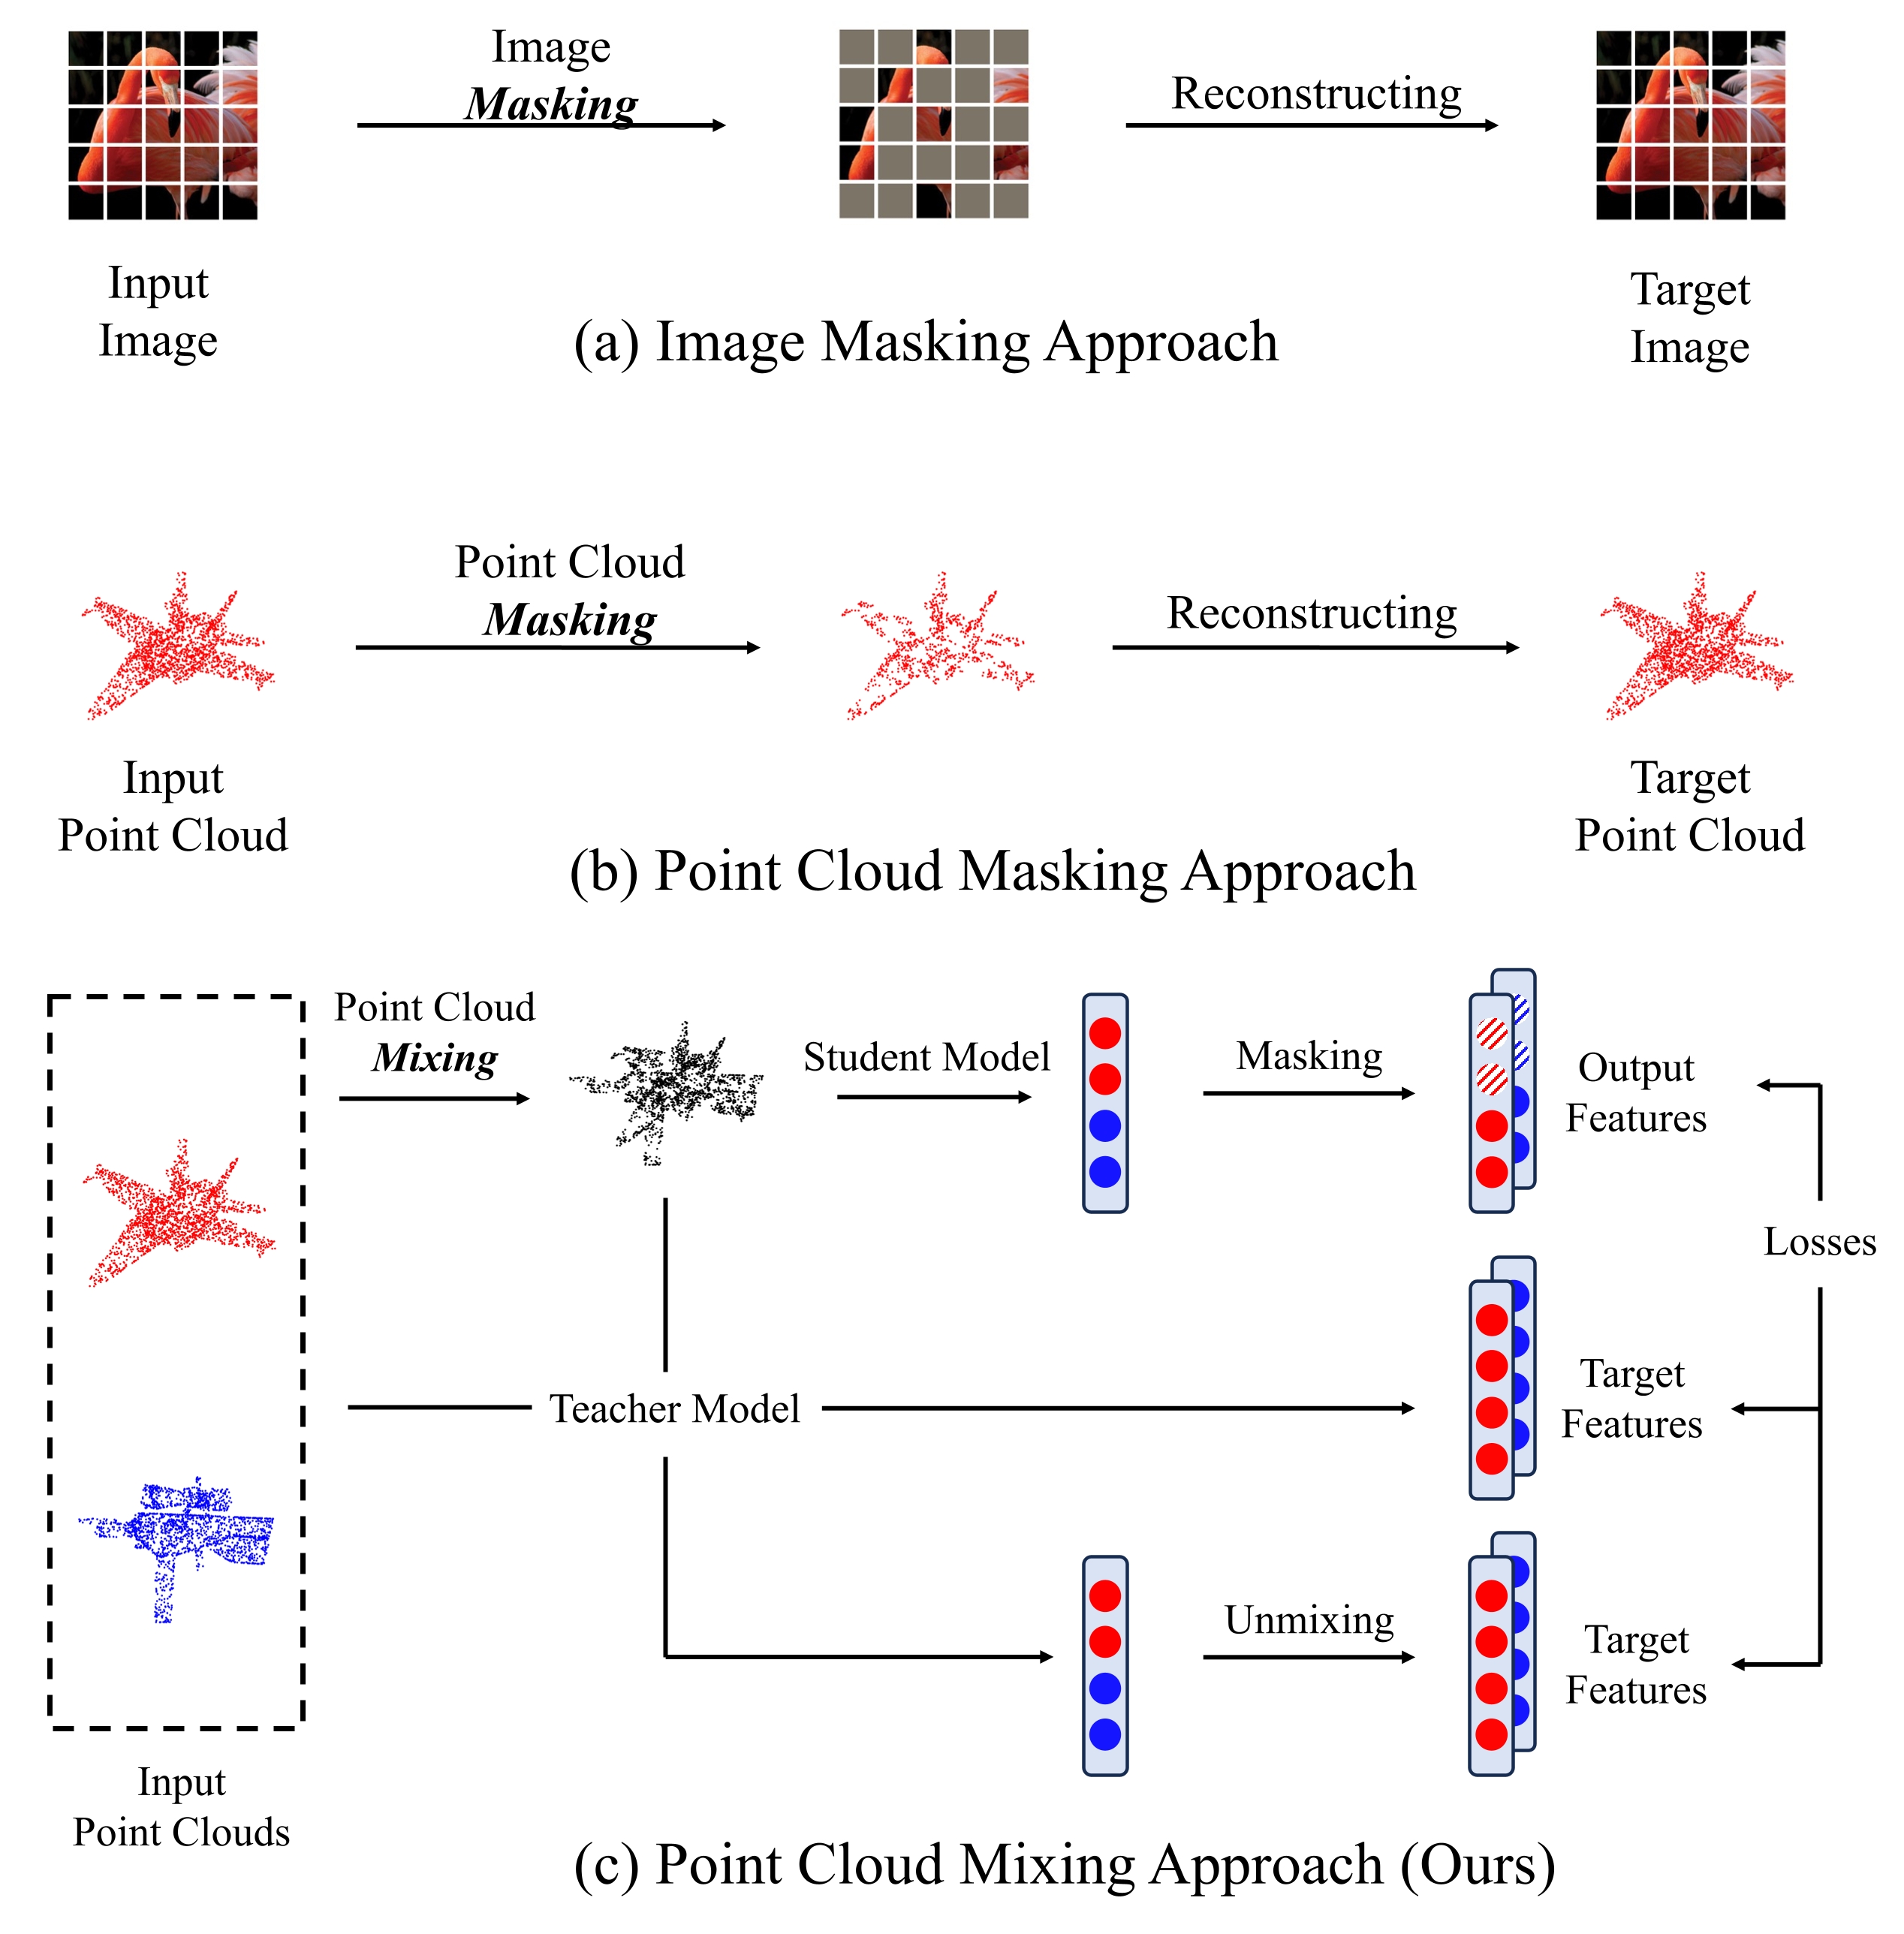 Image
Masking
Reconstructing
Input
Image
Target
Image
(a) Image Masking Approach
Point Cloud
Masking
Reconstructing
Input
Point Cloud
Target
Point Cloud
(b) Point Cloud Masking Approach
Point Cloud
Mixing
Student Model
Masking
Output
Features
Losses
Teacher Model
Target
Features
Unmixing
Target
Features
Input
Point Clouds
(c) Point Cloud Mixing Approach (Ours)